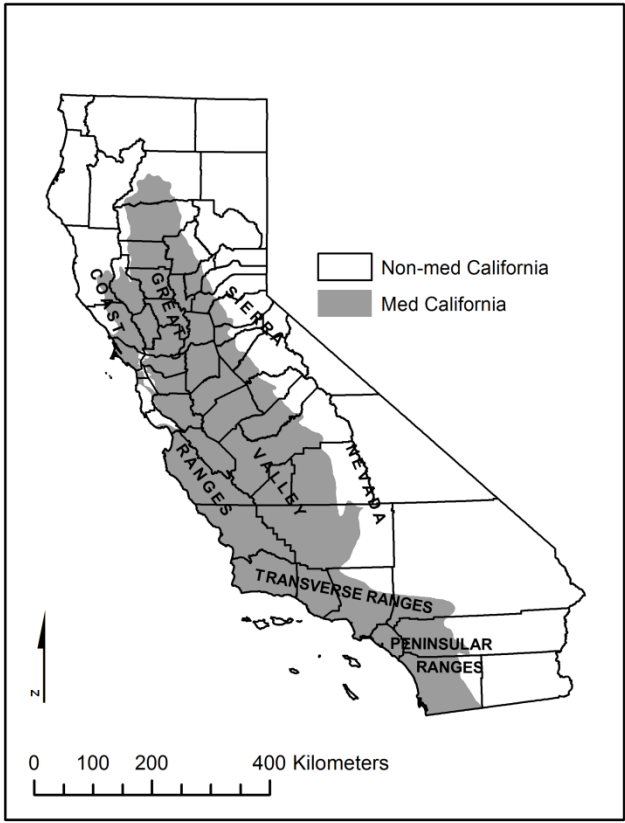 Non-med California
Med California
COAST
RANGES
GREAT
VALLEY
SIERRA
NEVADA
TRANSVERSE RANGES
PENINSULAR
RANGES
N
0 100 200 400 Kilometers